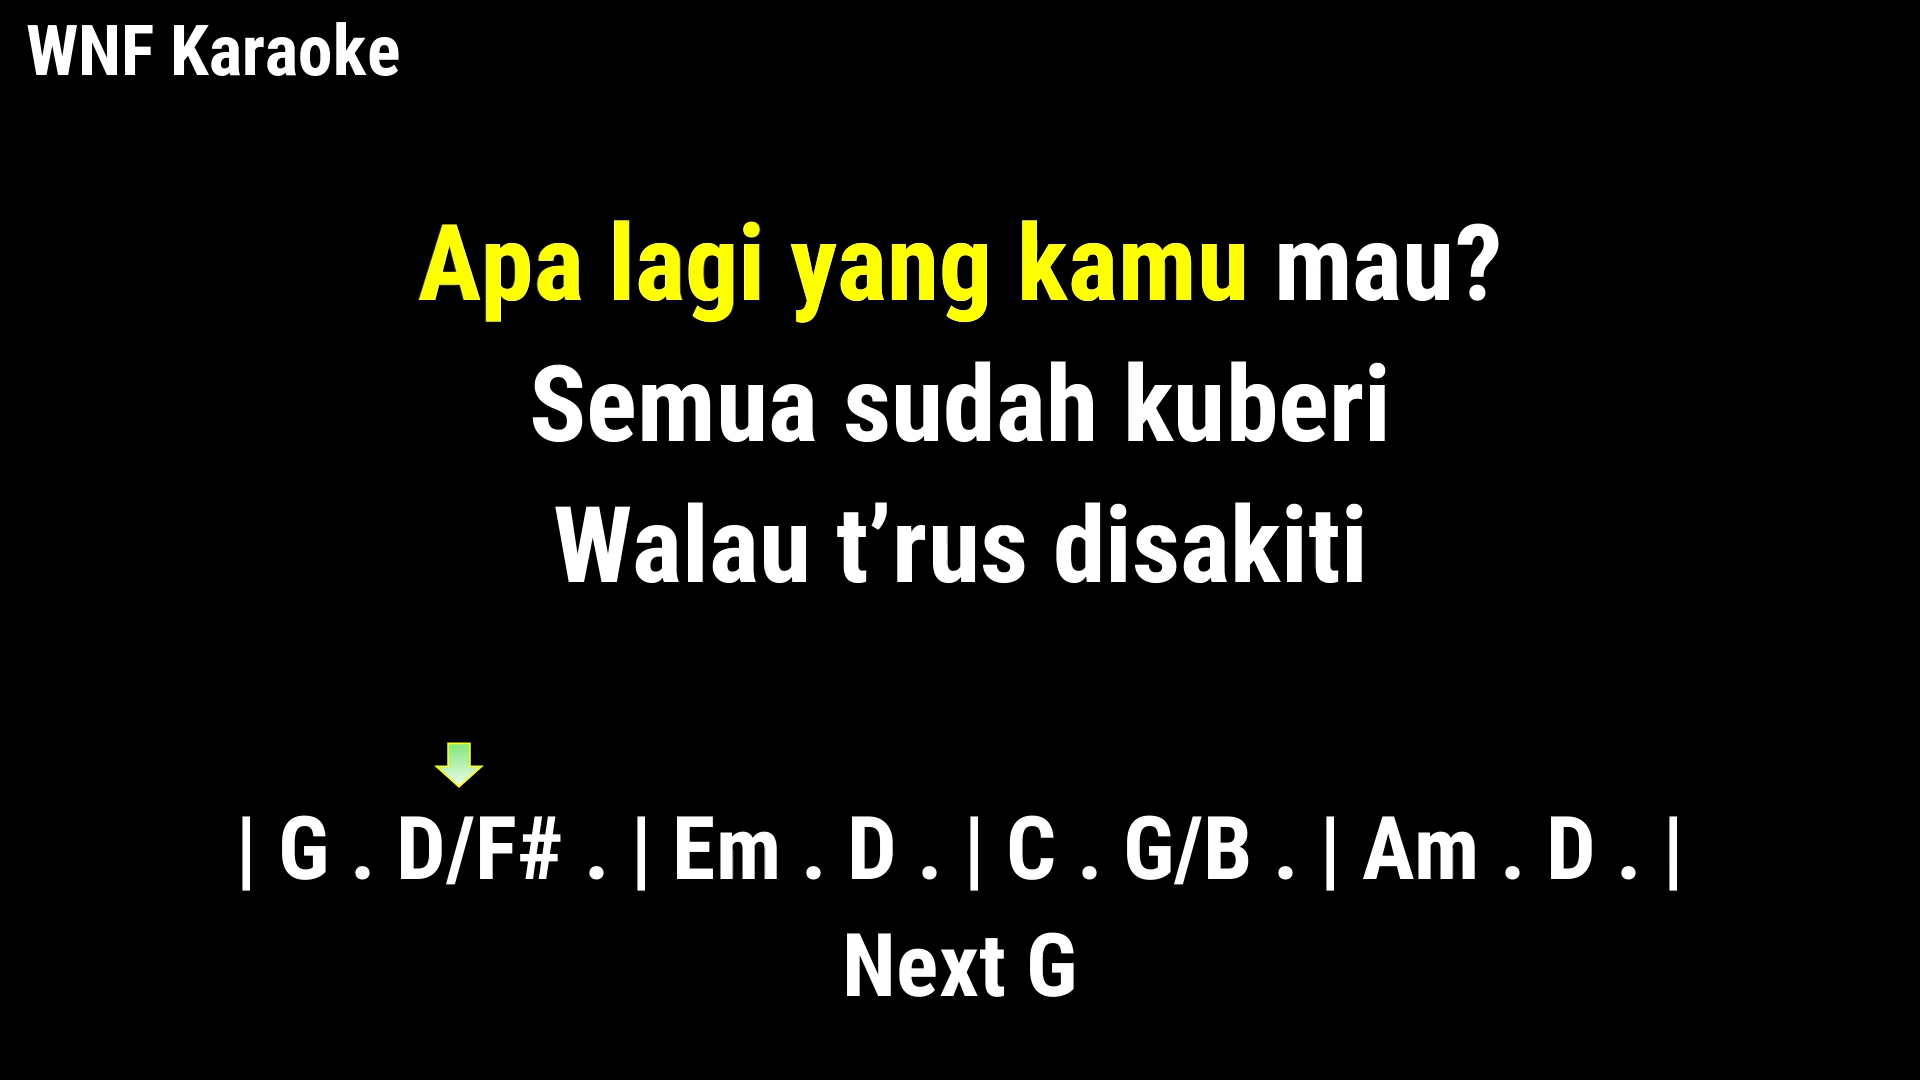 WNF Karaoke
Apa lagi yang kamu mau?
Semua sudah kuberi
Walau t’rus disakiti
| G . D/F# . | Em . D . | C . G/B . | Am . D . |
Next G